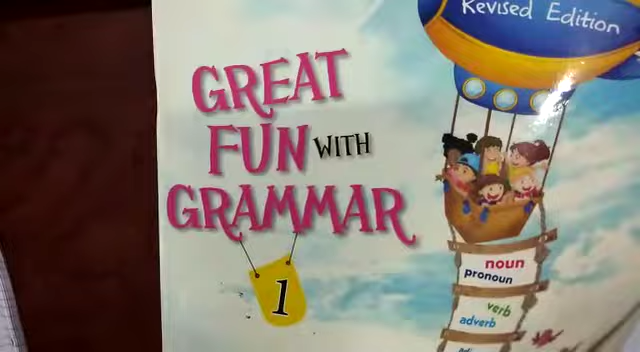 Revised Edition
GREAT
FUN WITH
GRAMMAR
1
noun
pronoun
verb
adverb